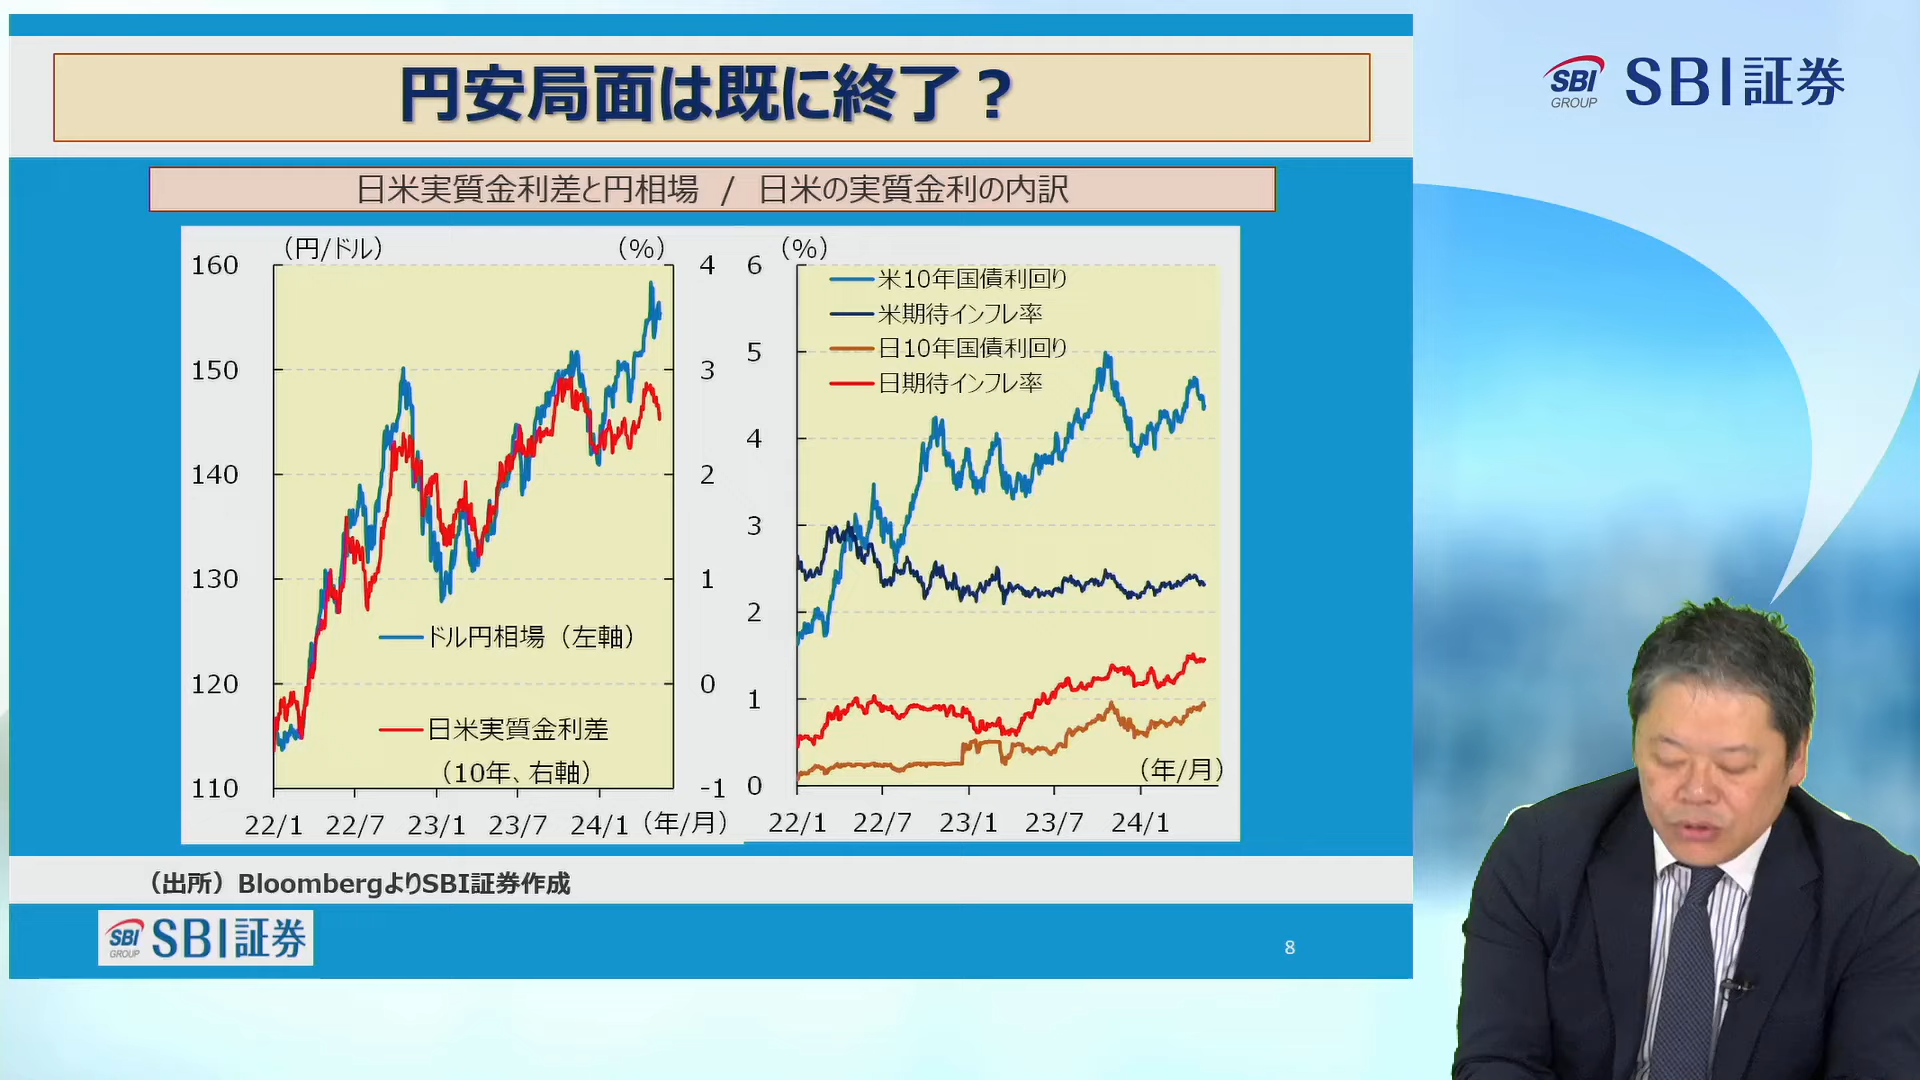 円安局面は既に終了？
SBI
GROUP
SBI証券
日米実質金利差と円相場 / 日米の実質金利の内訳
（円/ドル）
（%）
160
150
140
130
120
110
4
3
2
1
0
-1
ドル円相場（左軸）
日米実質金利差
（10年、右軸）
22/1 22/7 23/1 23/7 24/1（年/月）
（%）
6
5
4
3
2
1
0
米10年国債利回り
米期待インフレ率
日10年国債利回り
日期待インフレ率
（年/月）
22/1 22/7 23/1 23/7 24/1
（出所）BloombergよりSBI証券作成
SBI
GROUP
SBI証券
8